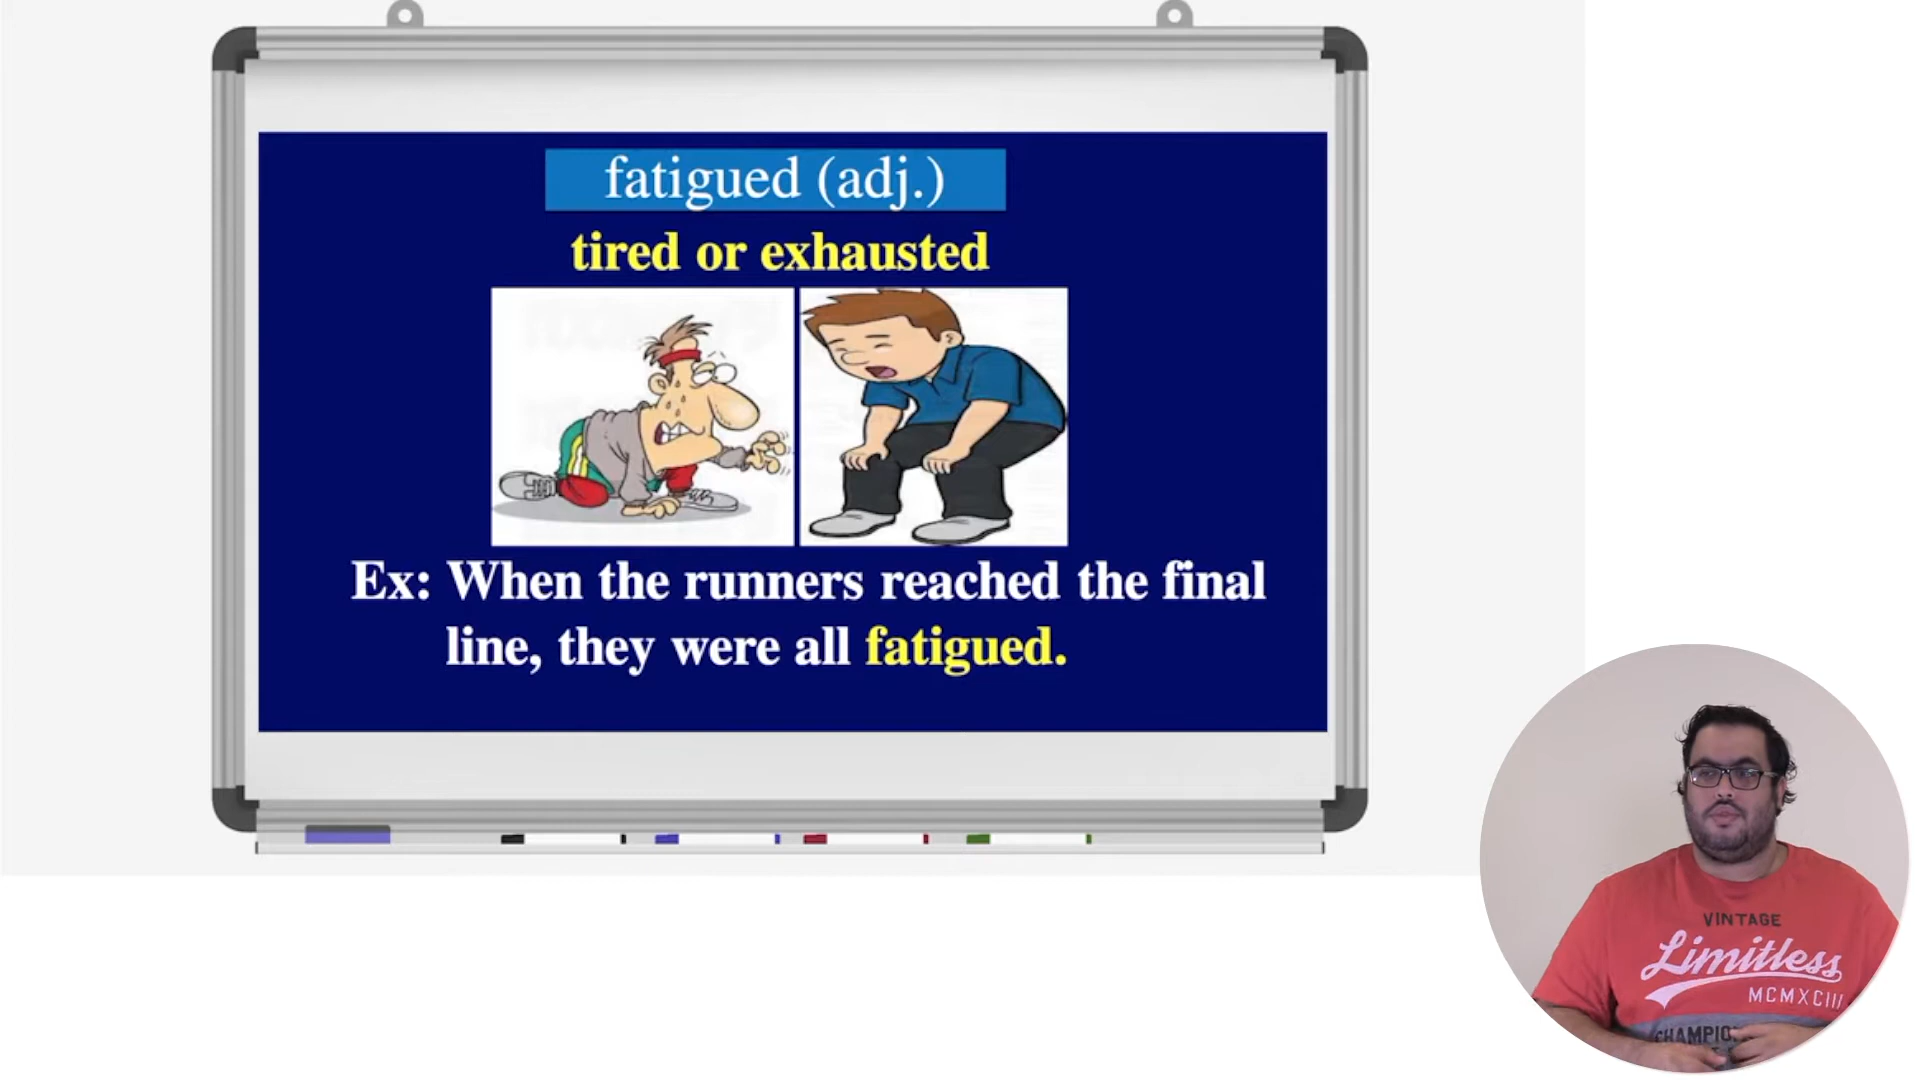 fatigued (adj.)
tired or exhausted
Ex: When the runners reached the final
line, they were all fatigued.
VINTAGE
Limitless
MCMXCIII